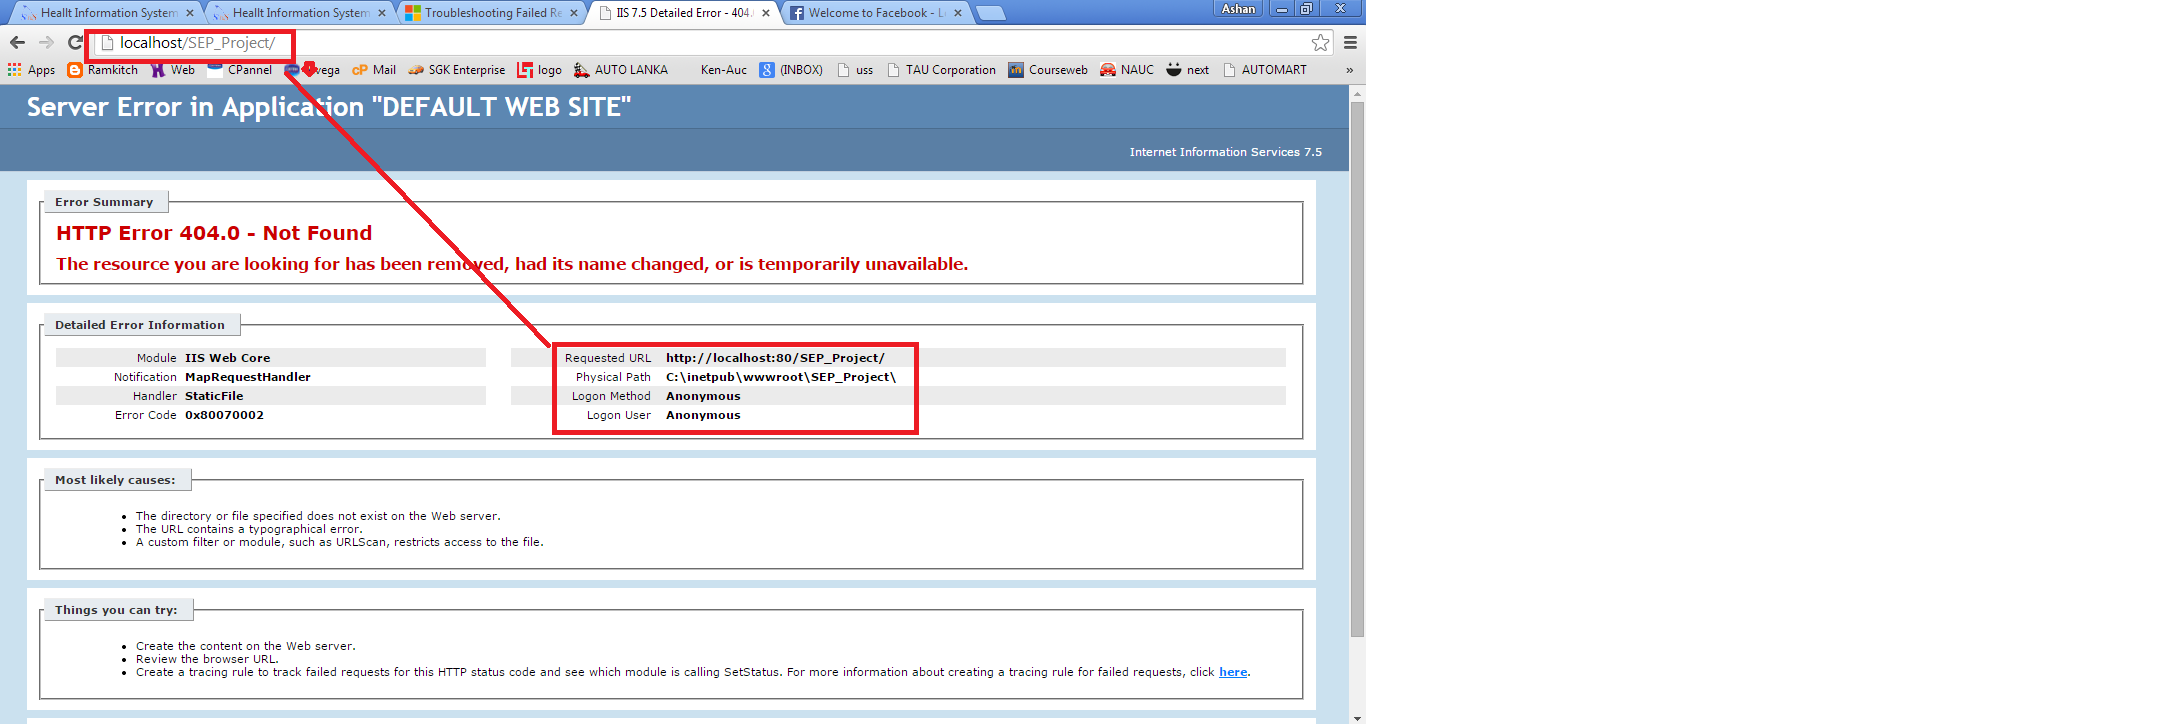 Heallt Information System
Heallt Information System
Troubleshooting Failed Re
IIS 7.5 Detailed Error - 404.
Welcome to Facebook - L
Ashan
localhost/SEP_Project/
Apps
Ramkitch
Web
CPannel
vega
Mail
SGK Enterprise
logo
AUTO LANKA
Ken-Auc
(INBOX)
uss
TAU Corporation
Courseweb
NAUC
next
AUTOMART
»
Server Error in Application "DEFAULT WEB SITE"
Internet Information Services 7.5
Error Summary
HTTP Error 404.0 - Not Found
The resource you are looking for has been removed, had its name changed, or is temporarily unavailable.
Detailed Error Information
Module IIS Web Core
Notification MapRequestHandler
Handler StaticFile
Error Code 0x80070002
Requested URL http://localhost:80/SEP_Project/
Physical Path C:\inetpub\wwwroot\SEP_Project\
Logon Method Anonymous
Logon User Anonymous
Most likely causes:
• The directory or file specified does not exist on the Web server.
• The URL contains a typographical error.
• A custom filter or module, such as URLScan, restricts access to the file.
Things you can try:
• Create the content on the Web server.
• Review the browser URL.
• Create a tracing rule to track failed requests for this HTTP status code and see which module is calling SetStatus. For more information about creating a tracing rule for failed requests, click here.